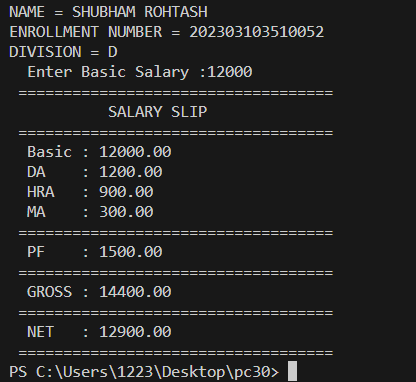 NAME = SHUBHAM ROHTASH
ENROLLMENT NUMBER = 202303103510052
DIVISION = D
Enter Basic Salary :12000
===================================
SALARY SLIP
===================================
Basic : 12000.00
DA : 1200.00
HRA : 900.00
MA : 300.00
===================================
PF : 1500.00
===================================
GROSS : 14400.00
===================================
NET : 12900.00
===================================
PS C:\Users\1223\Desktop\pc30>